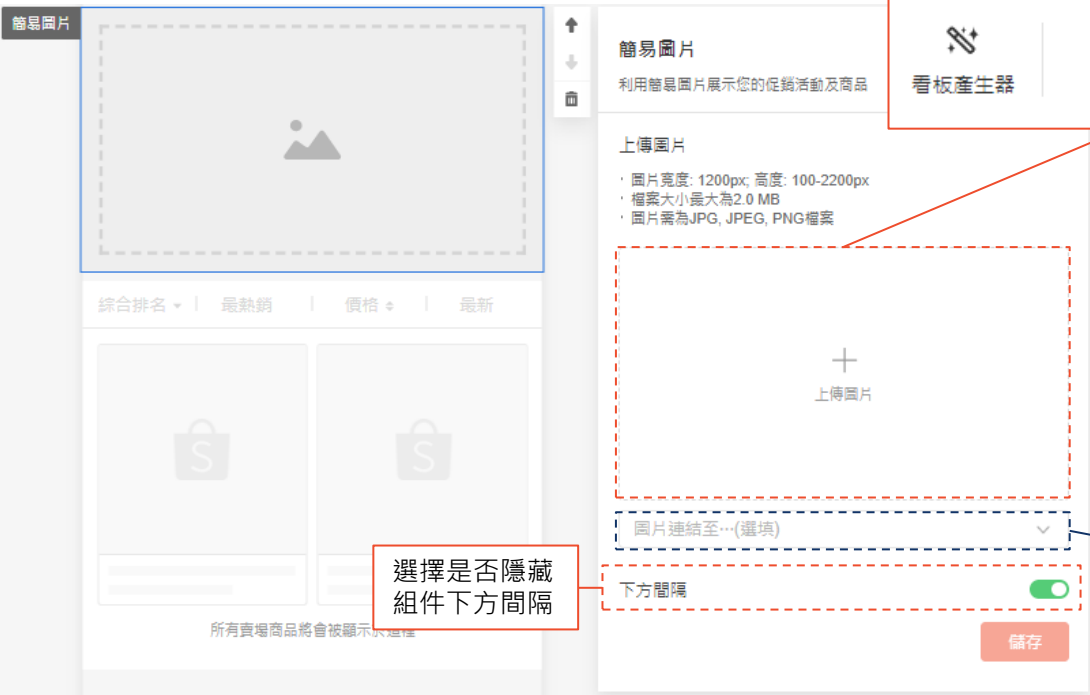 簡易圖片
簡易圖片
利用簡易圖片展示您的促銷活動及商品
看板產生器
上傳圖片
· 圖片寬度: 1200px; 高度: 100-2200px
· 檔案大小最大為2.0 MB
· 圖片需為JPG, JPEG, PNG檔案
上傳圖片
圖片連結至⋯(選填)
下方間隔
儲存
綜合排名
最熱銷
價格
最新
S
S
選擇是否隱藏
組件下方間隔
所有賣場商品將會被顯示於這裡